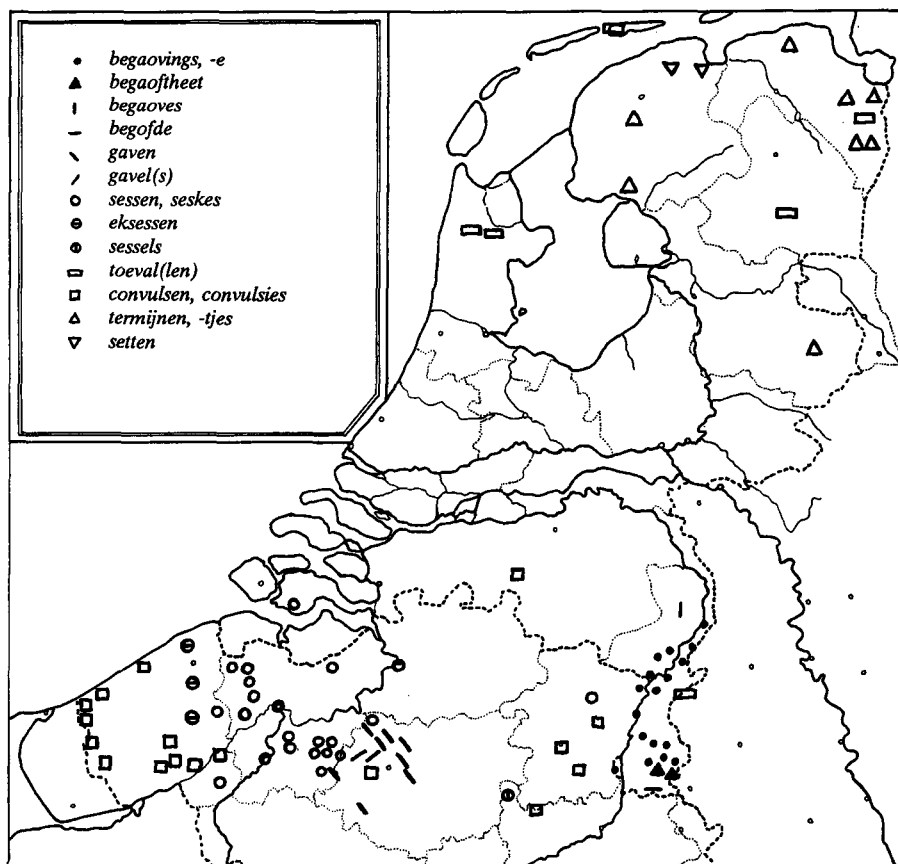 begaovings, -e
begaoftheet
begaoves
begofde
gaven
gavel(s)
sessen, seskes
eksessen
sessels
toeval(len)
convulsen, convulsies
termijnen, -tjes
setten